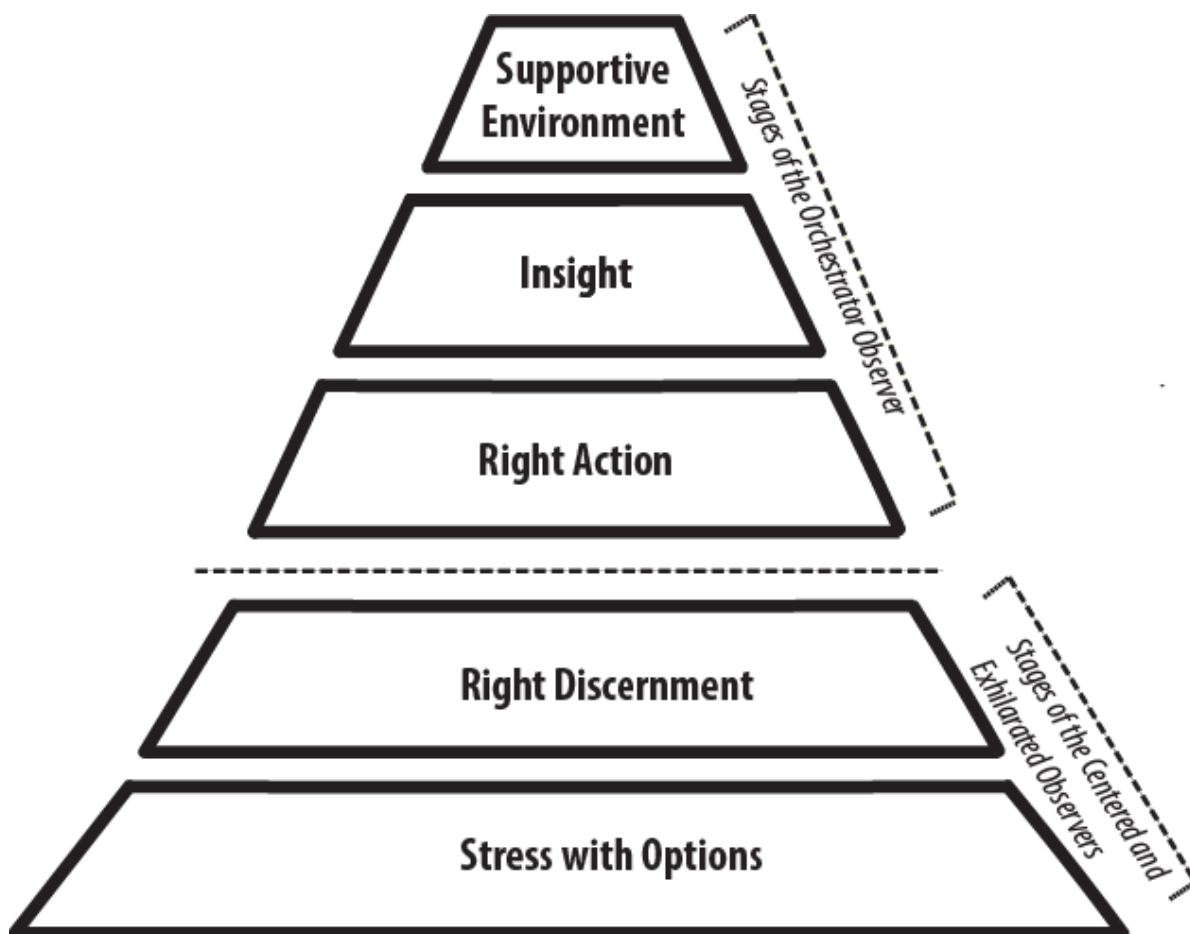 Supportive
Environment
Stages of the Orchestrator Observer
Insight
Right Action
Right Discernment
Stages of the Centered and
Exhilarated Observers
Stress with Options